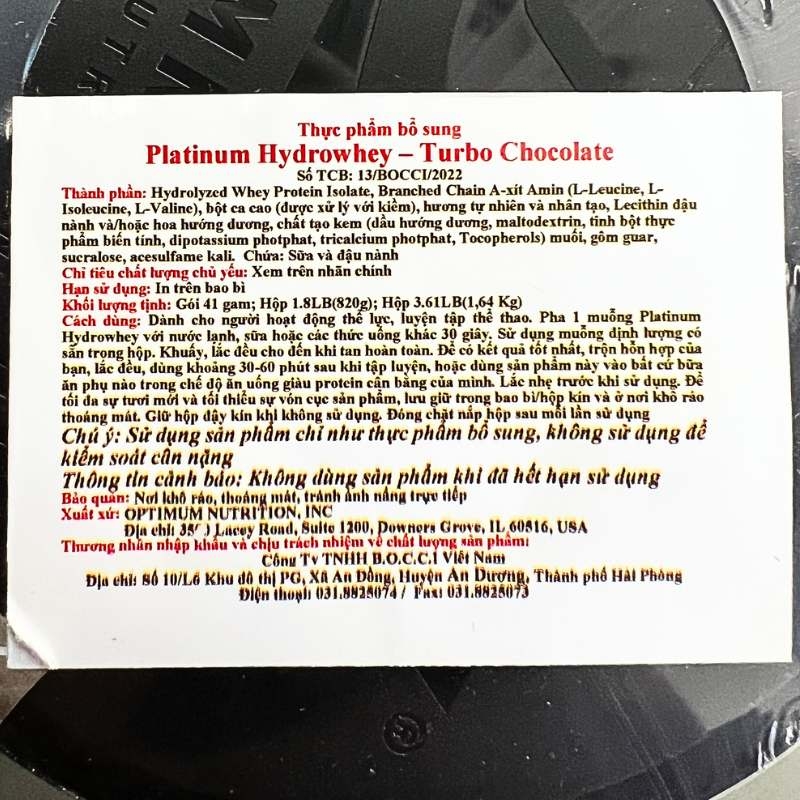 Thực phẩm bổ sung
Platinum Hydrowhey – Turbo Chocolate
Số TCB: 13/BOCCI/2022
Thành phần: Hydrolyzed Whey Protein Isolate, Branched Chain A-xít Amin (L-Leucine, L-
Isoleucine, L-Valine), bột ca cao (được xử lý với kiềm), hương tự nhiên và nhân tạo, Lecithin đậu
nành và/hoặc hoa hướng dương, chất tạo kem (dầu hướng dương, maltodextrin, tinh bột thực
phẩm biến tính, dipotassium photphat, tricalcium photphat, Tocopherols) muối, gôm guar,
sucralose, acesulfame kali. Chứa: Sữa và đậu nành
Chỉ tiêu chất lượng chủ yếu: Xem trên nhãn chính
Hạn sử dụng: In trên bao bì
Khối lượng tịnh: Gói 41 gam; Hộp 1.8LB(820g); Hộp 3.61LB(1,64 Kg)
Cách dùng: Dành cho người hoạt động thể lực, luyện tập thể thao. Pha 1 muỗng Platinum
Hydrowhey với nước lạnh, sữa hoặc các thức uống khác 30 giây. Sử dụng muỗng định lượng có
sẵn trong hộp. Khuấy, lắc đều cho đến khi tan hoàn toàn. Để có kết quả tốt nhất, trộn hỗn hợp của
bạn, lắc đều, dùng khoảng 30-60 phút sau khi tập luyện, hoặc dùng sản phẩm này vào bất cứ bữa
ăn phụ nào trong chế độ ăn uống giàu protein cân bằng của mình. Lắc nhẹ trước khi sử dụng. Để
tối đa sự tươi mới và tối thiểu sự vón cục sản phẩm, lưu giữ trong bao bì/hộp kín và ở nơi khô ráo
thoáng mát. Giữ hộp đậy kín khi không sử dụng. Đóng chặt nắp hộp sau mỗi lần sử dụng
Chú ý: Sử dụng sản phẩm chỉ như thực phẩm bổ sung, không sử dụng để
kiểm soát cân nặng
Thông tin cảnh báo: Không dùng sản phẩm khi đã hết hạn sử dụng
Bảo quản: Nơi khô ráo, thoáng mát, tránh ánh nắng trực tiếp
Xuất xứ: OPTIMUM NUTRITION, INC
Địa chỉ: Lacey Road, Suite 1200, Downers Grove, IL 60516, USA
Thương nhân nhập khẩu và chịu trách nhiệm về chất lượng sản phẩm:
Công Ty TNHH B.O.C.C.I Việt Nam
Địa chỉ: Số 10/Lô Khu đô thị PG, Xã An Đồng, Huyện An Dương, Thành phố Hải Phòng
Điện thoại: 031.8825074 / Fax: 031.8825073